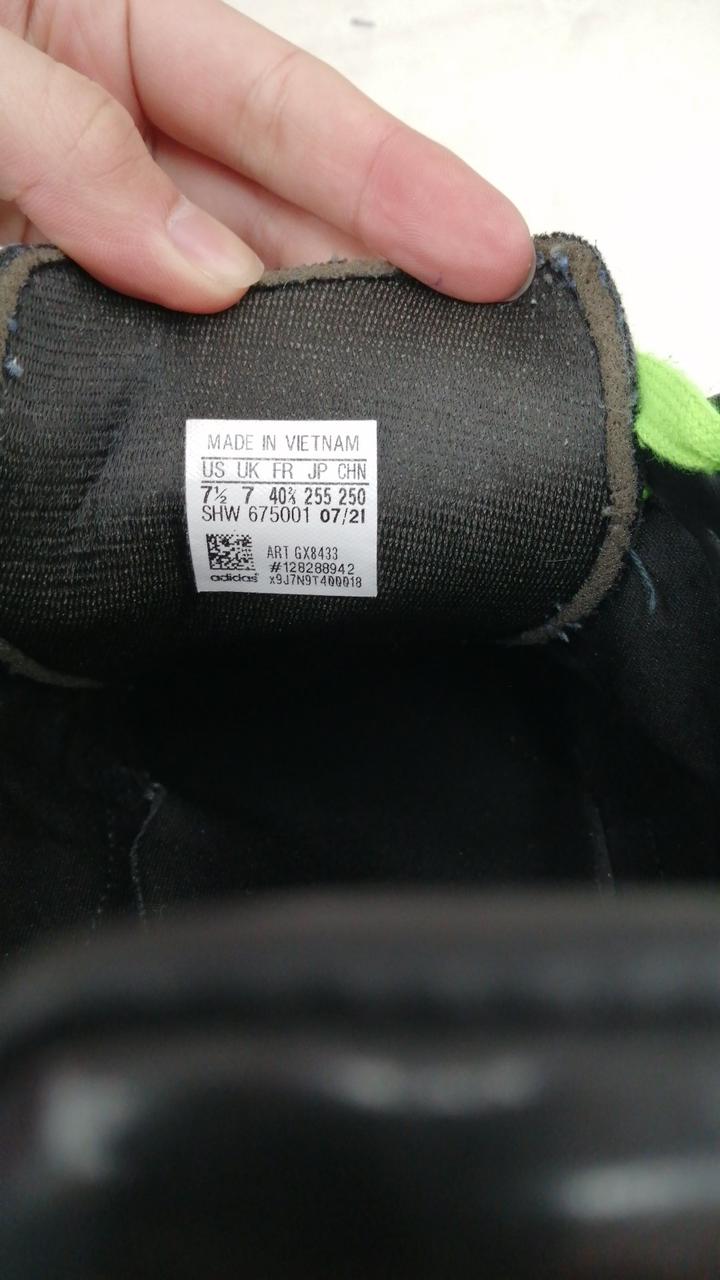 MADE IN VIETNAM
US UK FR JP CHN
7½ 7 40⅔ 255 250
SHW 675001 07/21
ART GX8433
#128288942
adidas x9J7N9T400018